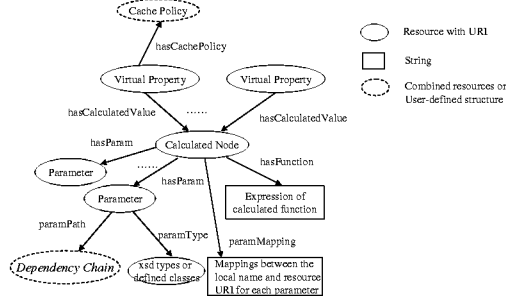 Cache Policy
hasCachePolicy
Resource with URI
String
Combined resources or
User-defined structure
Virtual Property
Virtual Property
hasCalculatedValue
......
hasCalculatedValue
hasParam
Calculated Node
......
hasFunction
Parameter
hasParam
Parameter
Expression of
calculated function
paramPath
paramType
paramMapping
Dependency Chain
xsd types or
defined classes
Mappings between the
local name and resource
URI for each parameter